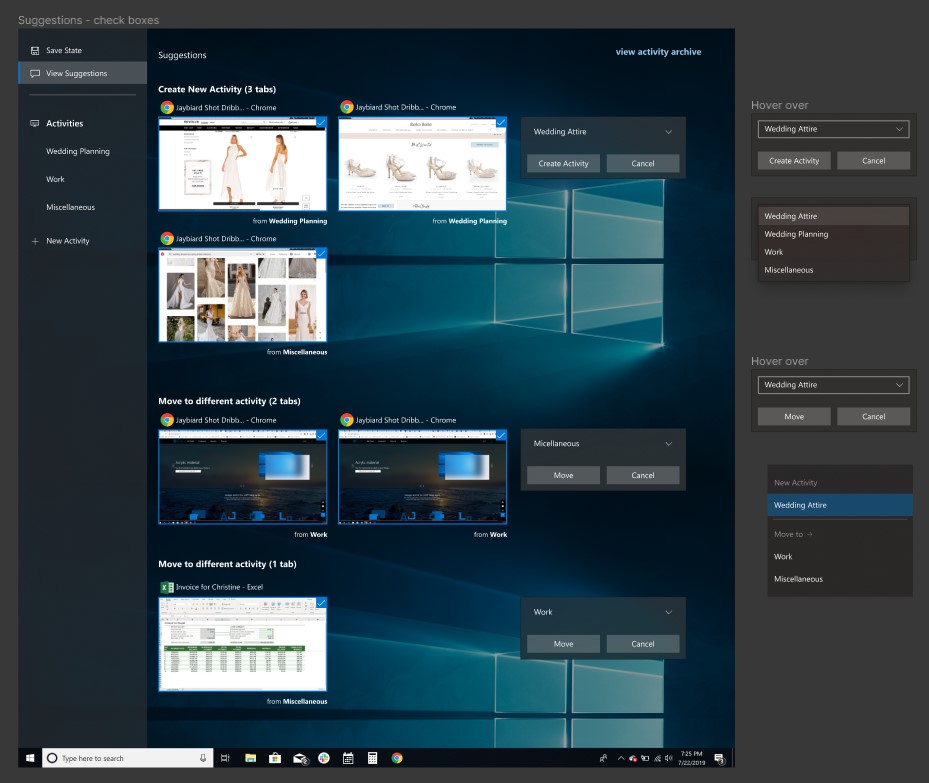 Suggestions - check boxes
Save State
View Suggestions
Activities
Wedding Planning
Work
Miscellaneous
New Activity
Suggestions
view activity archive
Create New Activity (3 tabs)
Jaybiard Shot Dribb... - Chrome
Jaybiard Shot Dribb... - Chrome
from Wedding Planning
from Wedding Planning
Wedding Attire
Create Activity
Cancel
Jaybiard Shot Dribb... - Chrome
from Miscellaneous
Move to different activity (2 tabs)
Jaybiard Shot Dribb... - Chrome
Jaybiard Shot Dribb... - Chrome
Acrylic material
Acrylic material
from Work
from Work
Micellaneous
Move
Cancel
Move to different activity (1 tab)
Invoice for Christine - Excel
from Miscellaneous
Work
Move
Cancel
Type here to search
7:25 PM
7/22/2019
Hover over
Wedding Attire
Create Activity
Cancel
Wedding Attire
Wedding Planning
Work
Miscellaneous
Hover over
Wedding Attire
Move
Cancel
New Activity
Wedding Attire
Move to →
Work
Miscellaneous